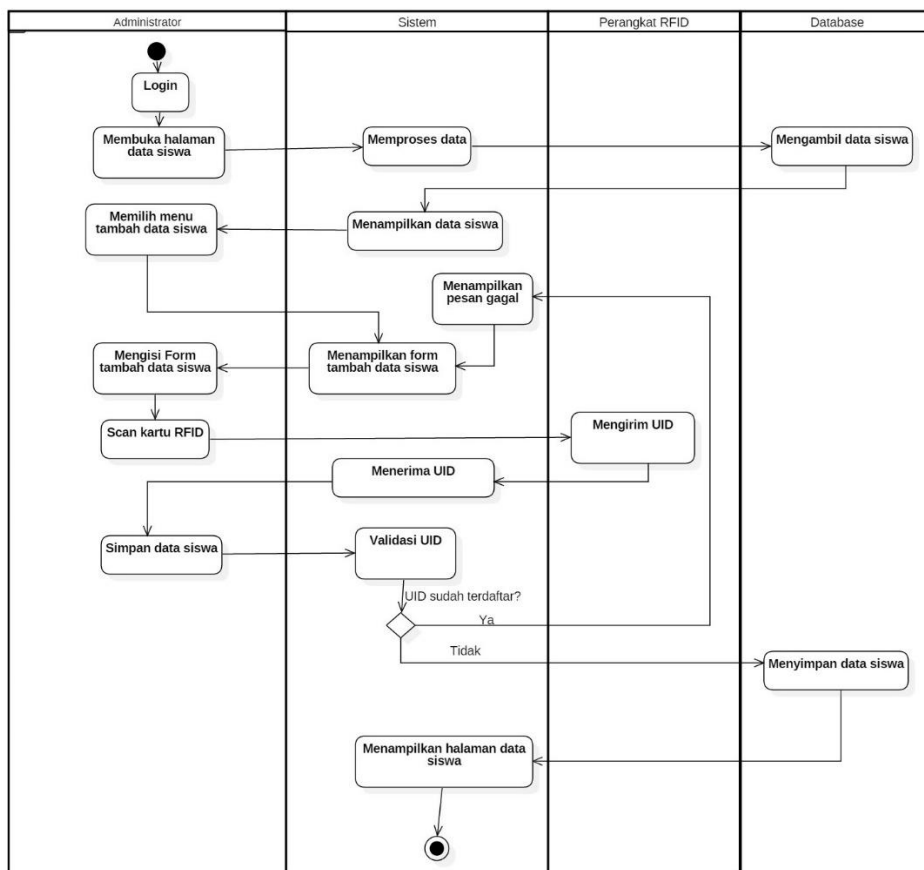 Administrator
Sistem
Perangkat RFID
Database
Login
Membuka halaman
data siswa
Memproses data
Mengambil data siswa
Memilih menu
tambah data siswa
Menampilkan data siswa
Menampilkan
pesan gagal
Mengisi Form
tambah data siswa
Menampilkan form
tambah data siswa
Scan kartu RFID
Mengirim UID
Menerima UID
Simpan data siswa
Validasi UID
UID sudah terdaftar?
Ya
Tidak
Menyimpan data siswa
Menampilkan halaman data
siswa